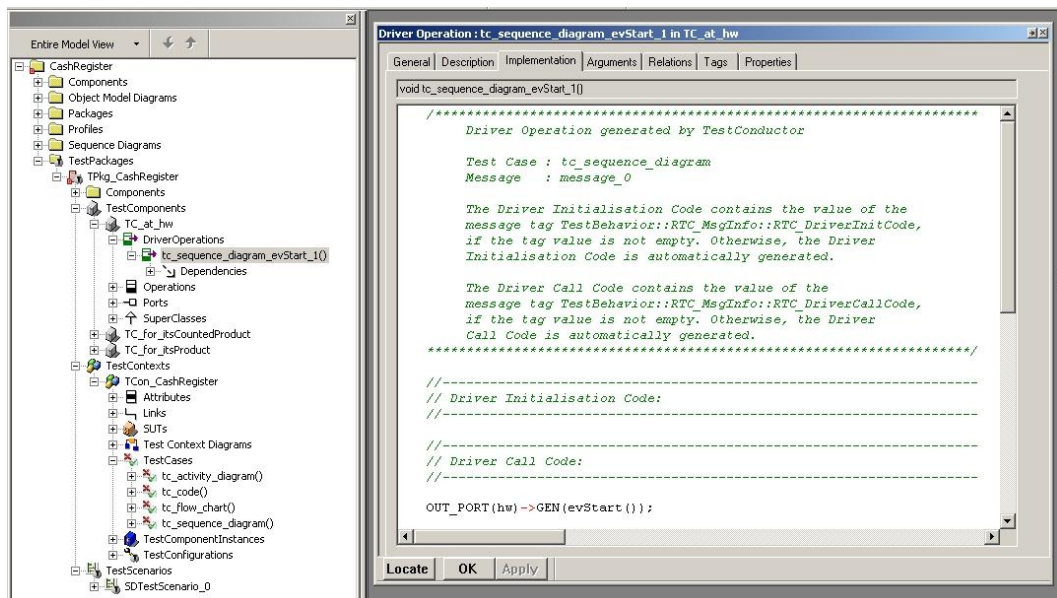 Entire Model View
CashRegister
Components
Object Model Diagrams
Packages
Profiles
Sequence Diagrams
TestPackages
TPkg_CashRegister
Components
TestComponents
TC_at_hw
DriverOperations
tc_sequence_diagram_evStart_1()
Dependencies
Operations
Ports
SuperClasses
TC_for_itsCountedProduct
TC_for_itsProduct
TestContexts
TCon_CashRegister
Attributes
Links
SUTs
Test Context Diagrams
TestCases
tc_activity_diagram()
tc_code()
tc_flow_chart()
tc_sequence_diagram()
TestComponentInstances
TestConfigurations
TestScenarios
SDTestScenario_0
Driver Operation : tc_sequence_diagram_evStart_1 in TC_at_hw
General Description Implementation Arguments Relations Tags Properties
void tc_sequence_diagram_evStart_1()
/*********************************************************************
Driver Operation generated by TestConductor
Test Case : tc_sequence_diagram
Message : message_0
The Driver Initialisation Code contains the value of the
message tag TestBehavior::RTC_MsgInfo::RTC_DriverInitCode,
if the tag value is not empty. Otherwise, the Driver
Initialisation Code is automatically generated.
The Driver Call Code contains the value of the
message tag TestBehavior::RTC_MsgInfo::RTC_DriverCallCode,
if the tag value is not empty. Otherwise, the Driver
Call Code is automatically generated.
*********************************************************************/
//--------------------------------------------------------------------
// Driver Initialisation Code:
//--------------------------------------------------------------------
//--------------------------------------------------------------------
// Driver Call Code:
//--------------------------------------------------------------------
OUT_PORT(hw)->GEN(evStart());
Locate OK Apply